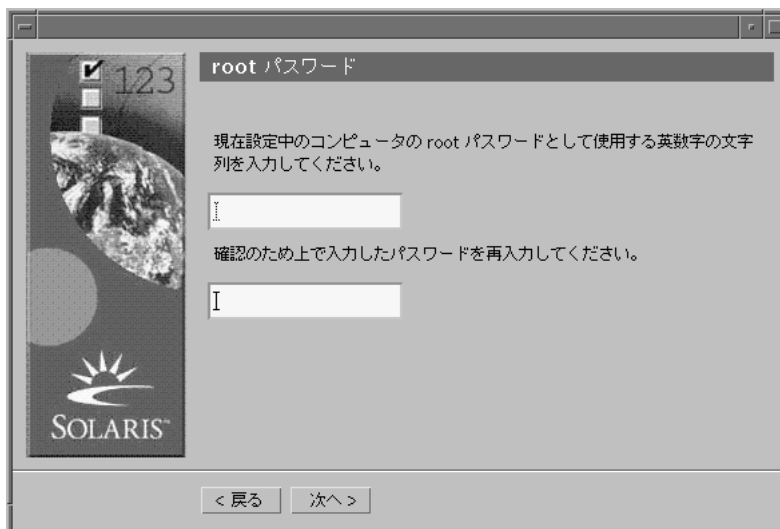 123
root パスワード
現在設定中のコンピュータの root パスワードとして使用する英数字の文字
列を入力してください。
確認のため上で入力したパスワードを再入力してください。
SOLARIS™
< 戻る
次へ >